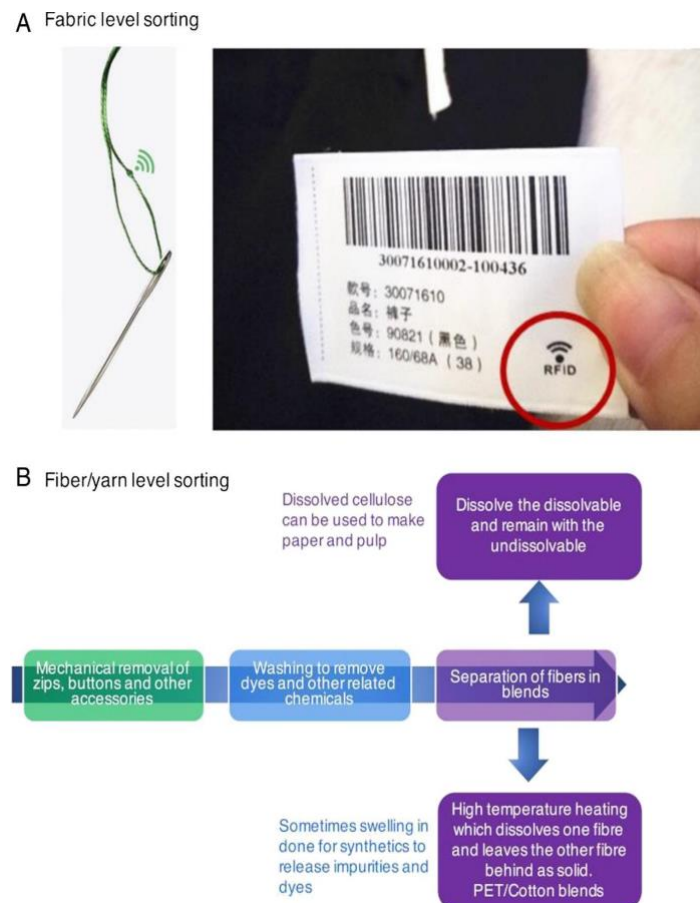 A Fabric level sorting
30071610002-100436
款号: 30071610
品名: 裤子
色号: 90821 (黑色)
规格: 160/68A (38)
RFID
B Fiber/yarn level sorting
Dissolved cellulose
can be used to make
paper and pulp
Dissolve the dissolvable
and remain with the
undissolvable
Mechanical removal of
zips, buttons and other
accessories
Washing to remove
dyes and other related
chemicals
Separation of fibers in
blends
Sometimes swelling in
done for synthetics to
release impurities and
dyes
High temperature heating
which dissolves one fibre
and leaves the other fibre
behind as solid.
PET/Cotton blends